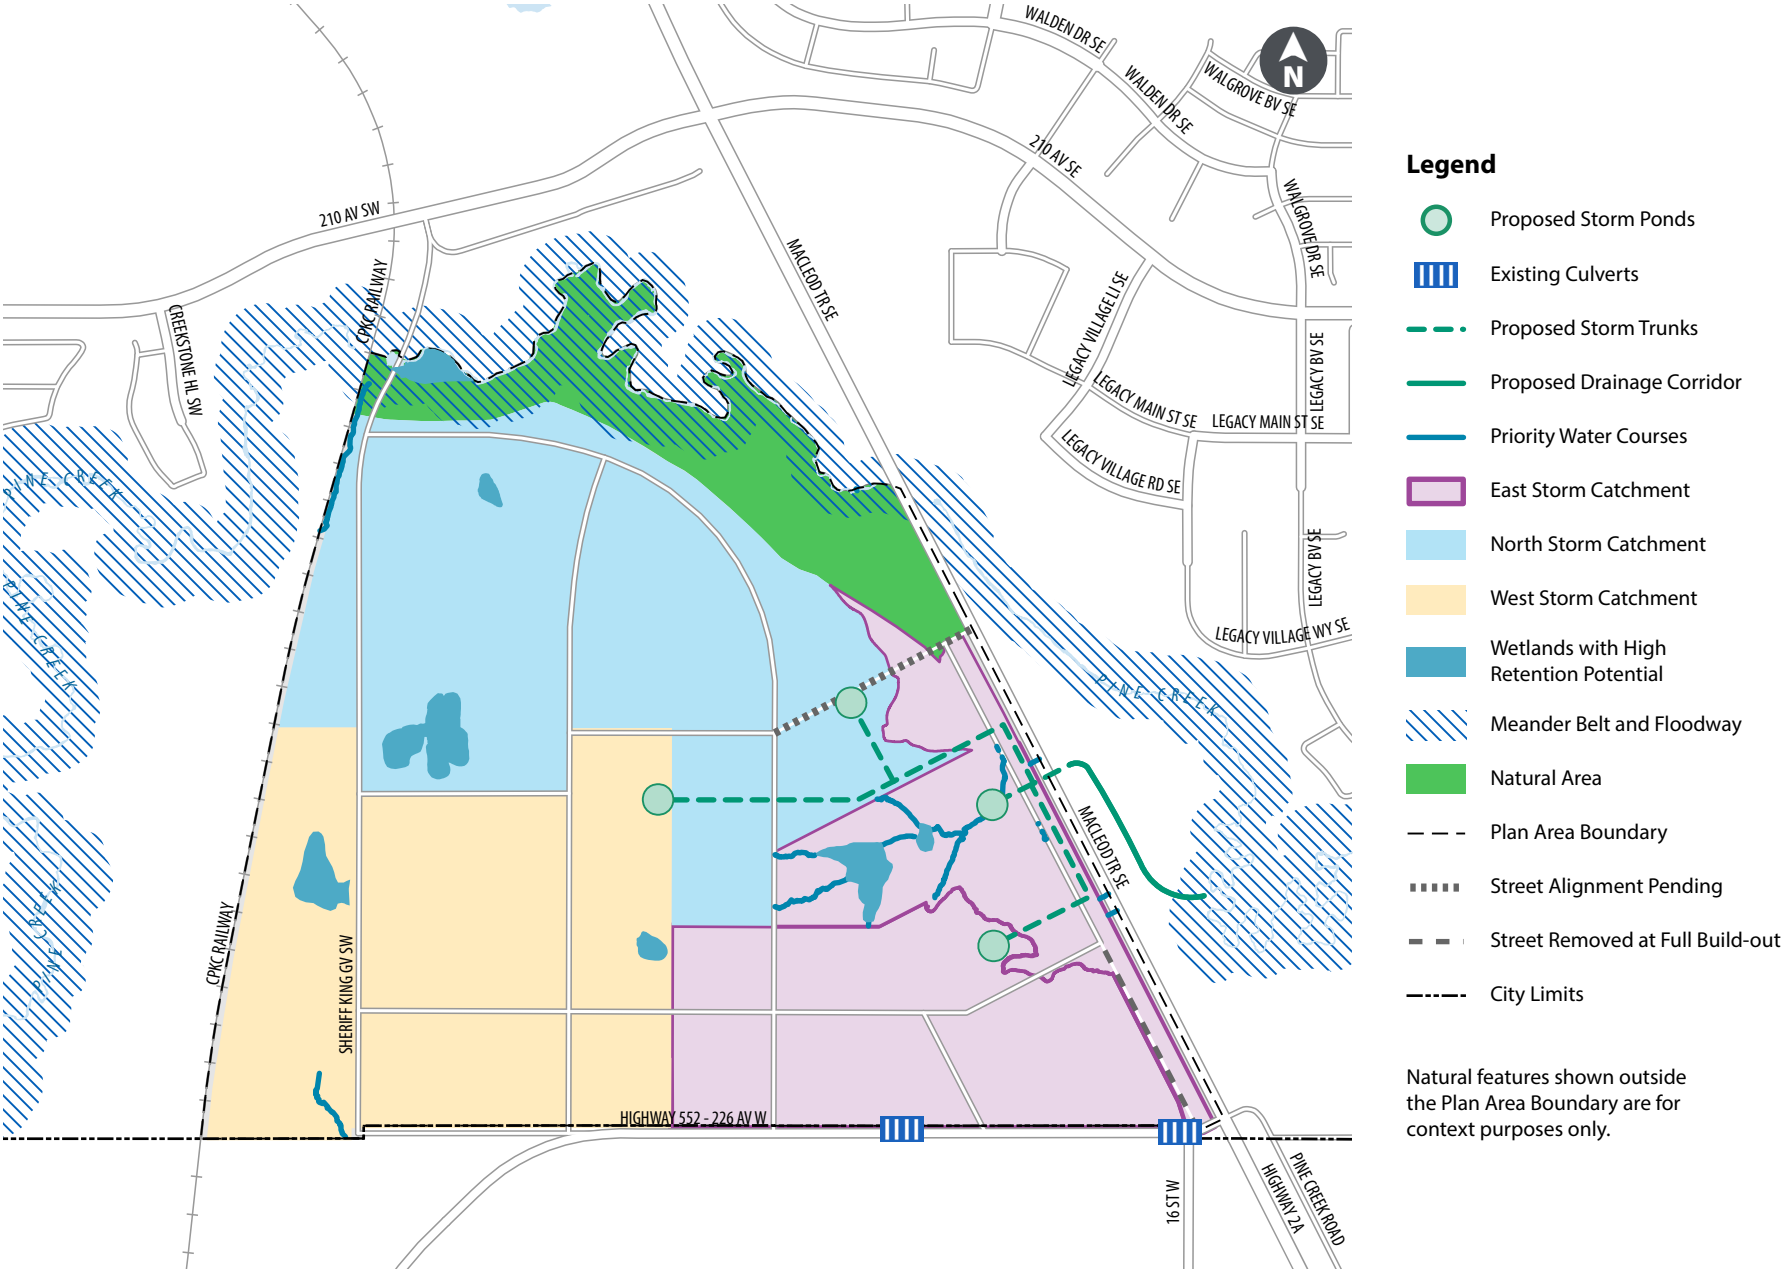 WALDEN DR SE
WALGROVE BV SE
N
WALDEN DR SE
210 AV SE
WALGROVE DR SE
210 AV SW
MACLEOD TR SE
CPKC RAILWAY
CREEKSTONE HL SW
LEGACY VILLAGE LI SE
LEGACY BV SE
LEGACY MAIN ST SE
LEGACY MAIN ST SE
LEGACY VILLAGE RD SE
PINE CREEK
LEGACY BV SE
PINE CREEK
LEGACY VILLAGE WY SE
PINE CREEK
MACLEOD TR SE
PINE CREEK
CPKC RAILWAY
SHERIFF KING GV SW
HIGHWAY 552 - 226 AV W
16 ST W
HIGHWAY 2A
PINE CREEK ROAD
Legend
Proposed Storm Ponds
Existing Culverts
Proposed Storm Trunks
Proposed Drainage Corridor
Priority Water Courses
East Storm Catchment
North Storm Catchment
West Storm Catchment
Wetlands with High
Retention Potential
Meander Belt and Floodway
Natural Area
Plan Area Boundary
Street Alignment Pending
Street Removed at Full Build-out
City Limits
Natural features shown outside
the Plan Area Boundary are for
context purposes only.